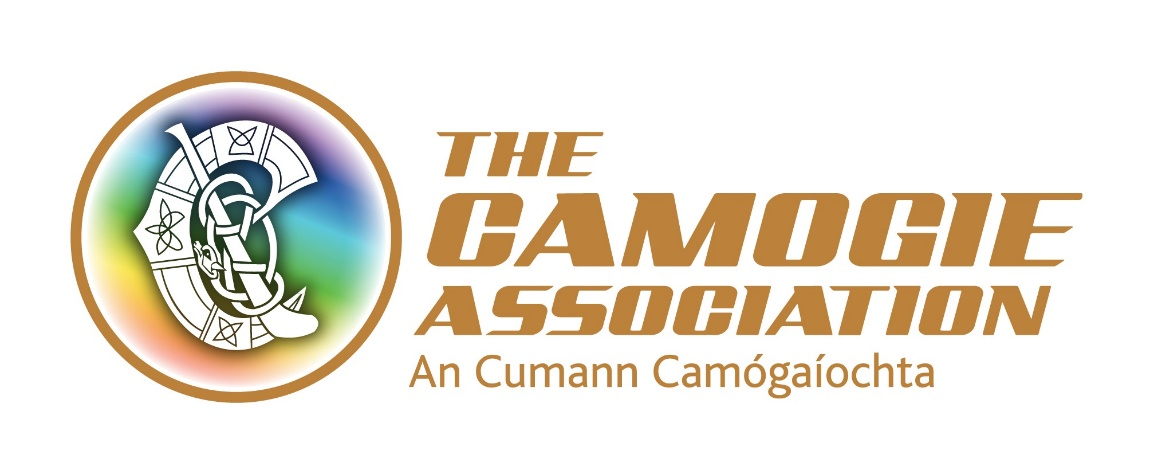 THE
CAMOGIE
ASSOCIATION
An Cumann Camógaíochta